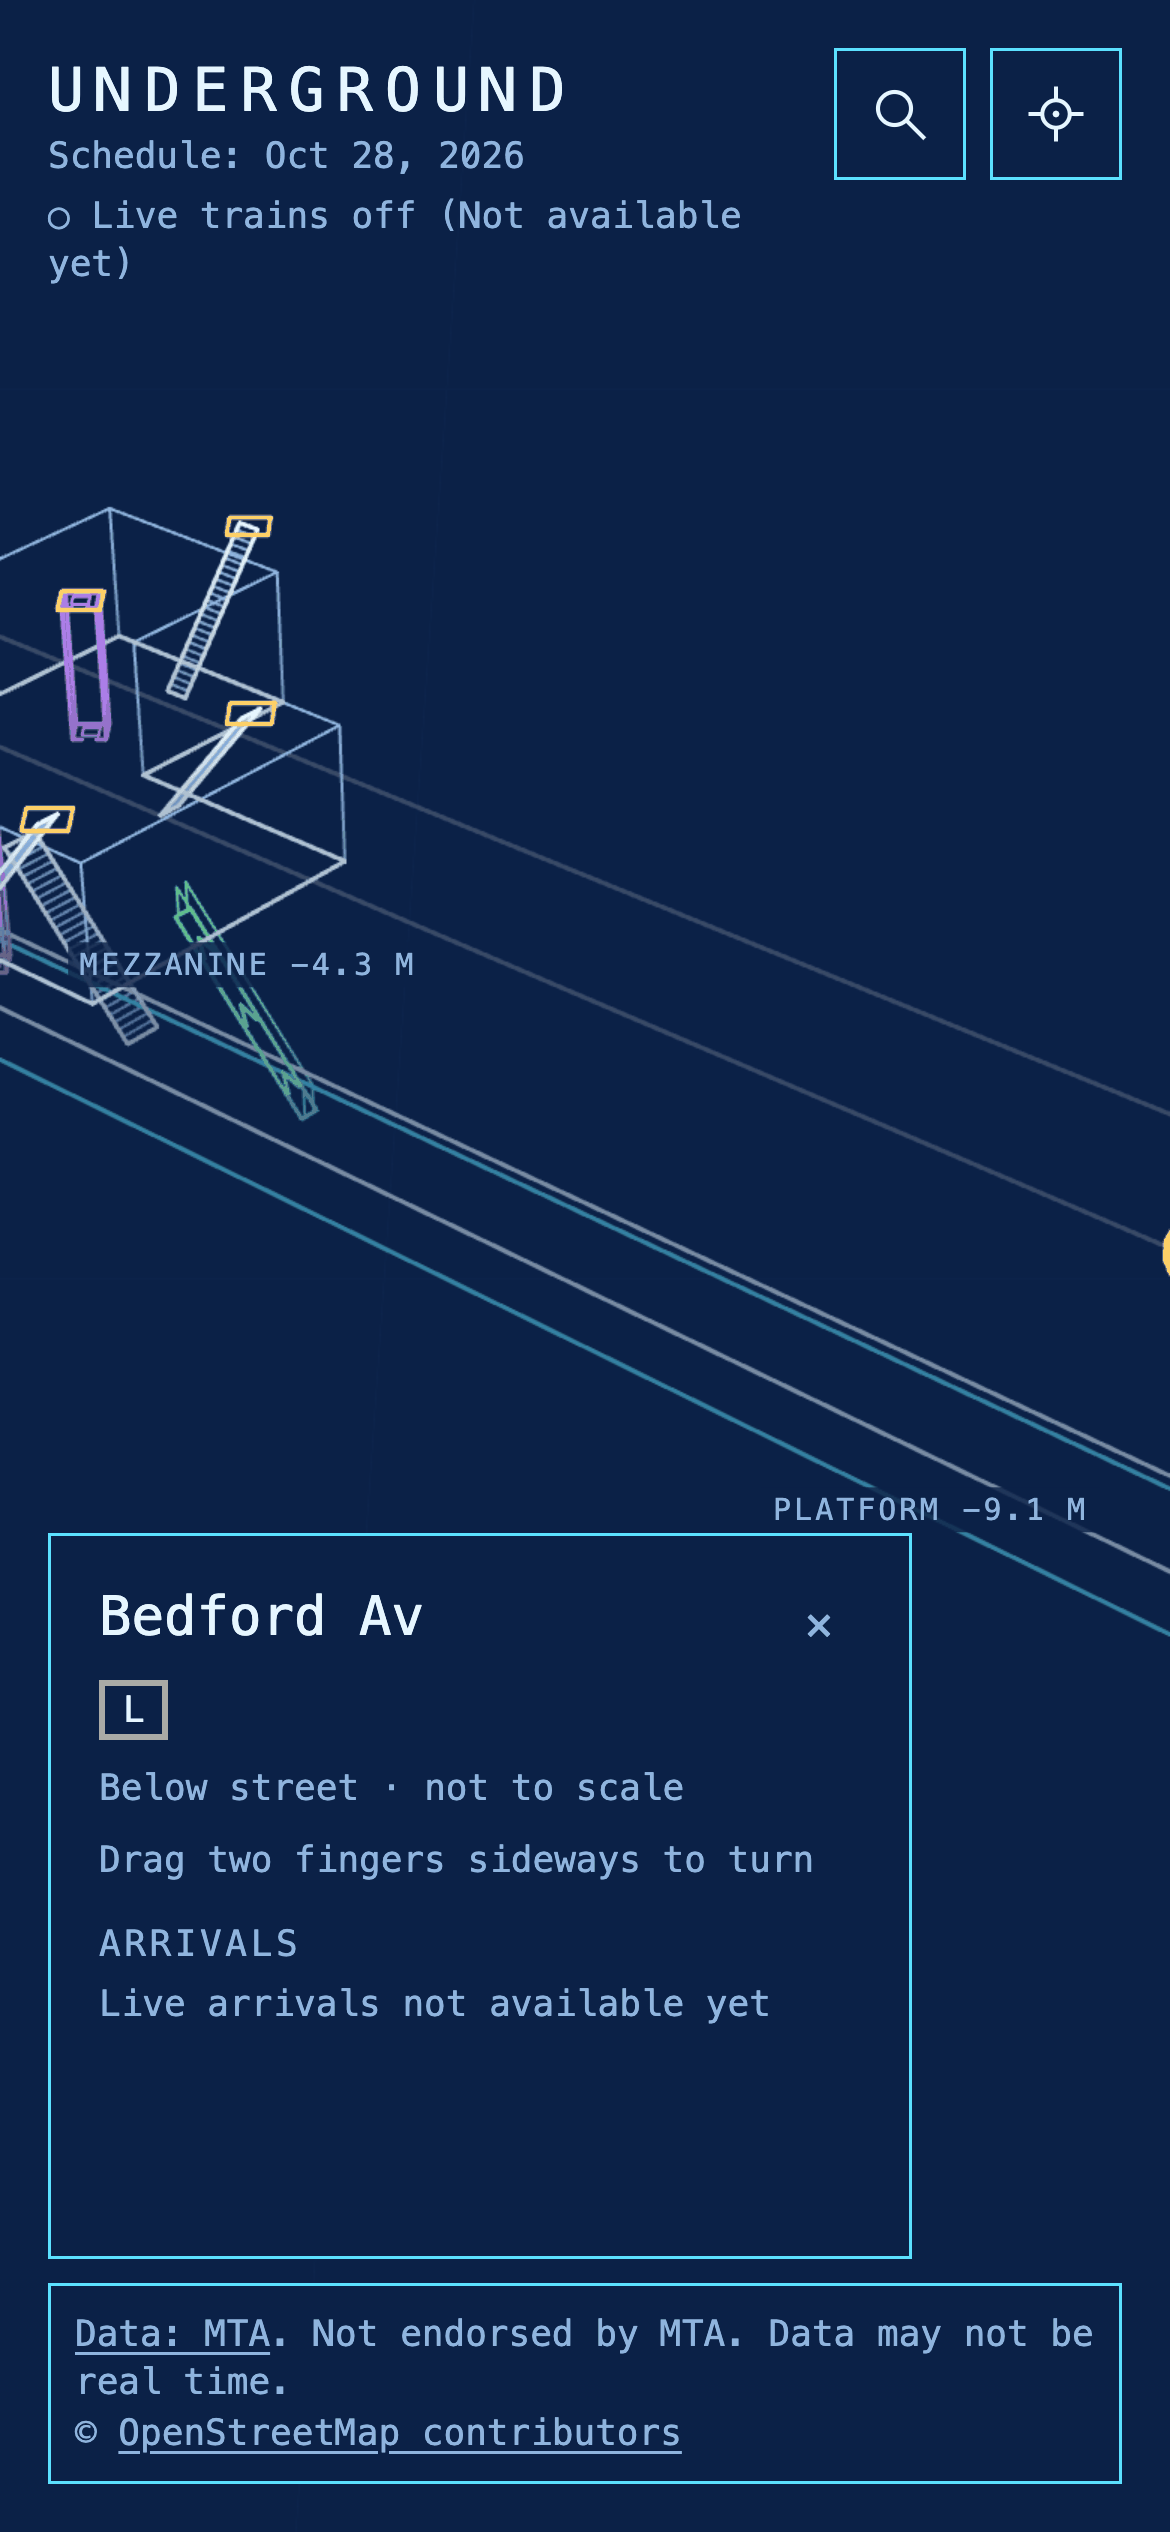 UNDERGROUND
Schedule: Oct 28, 2026
○ Live trains off (Not available
yet)
MEZZANINE −4.3 M
PLATFORM −9.1 M
Bedford Av
×
L
Below street · not to scale
Drag two fingers sideways to turn
ARRIVALS
Live arrivals not available yet
Data: MTA. Not endorsed by MTA. Data may not be
real time.
© OpenStreetMap contributors